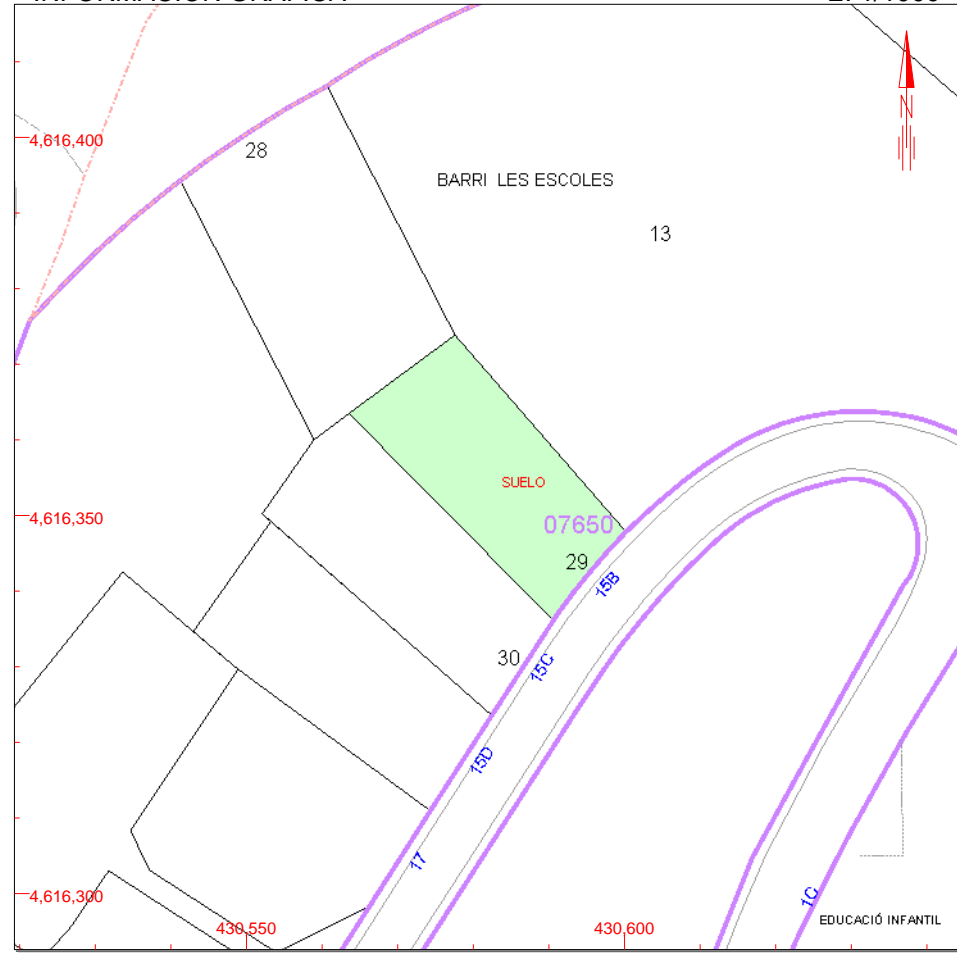 4,616,400
28
BARRI LES ESCOLES
13
N
SUELO
4,616,350
07650
29
15B
30
15C
15D
17
4,616,300
1C
430,550
430,600
EDUCACIÓ INFANTIL